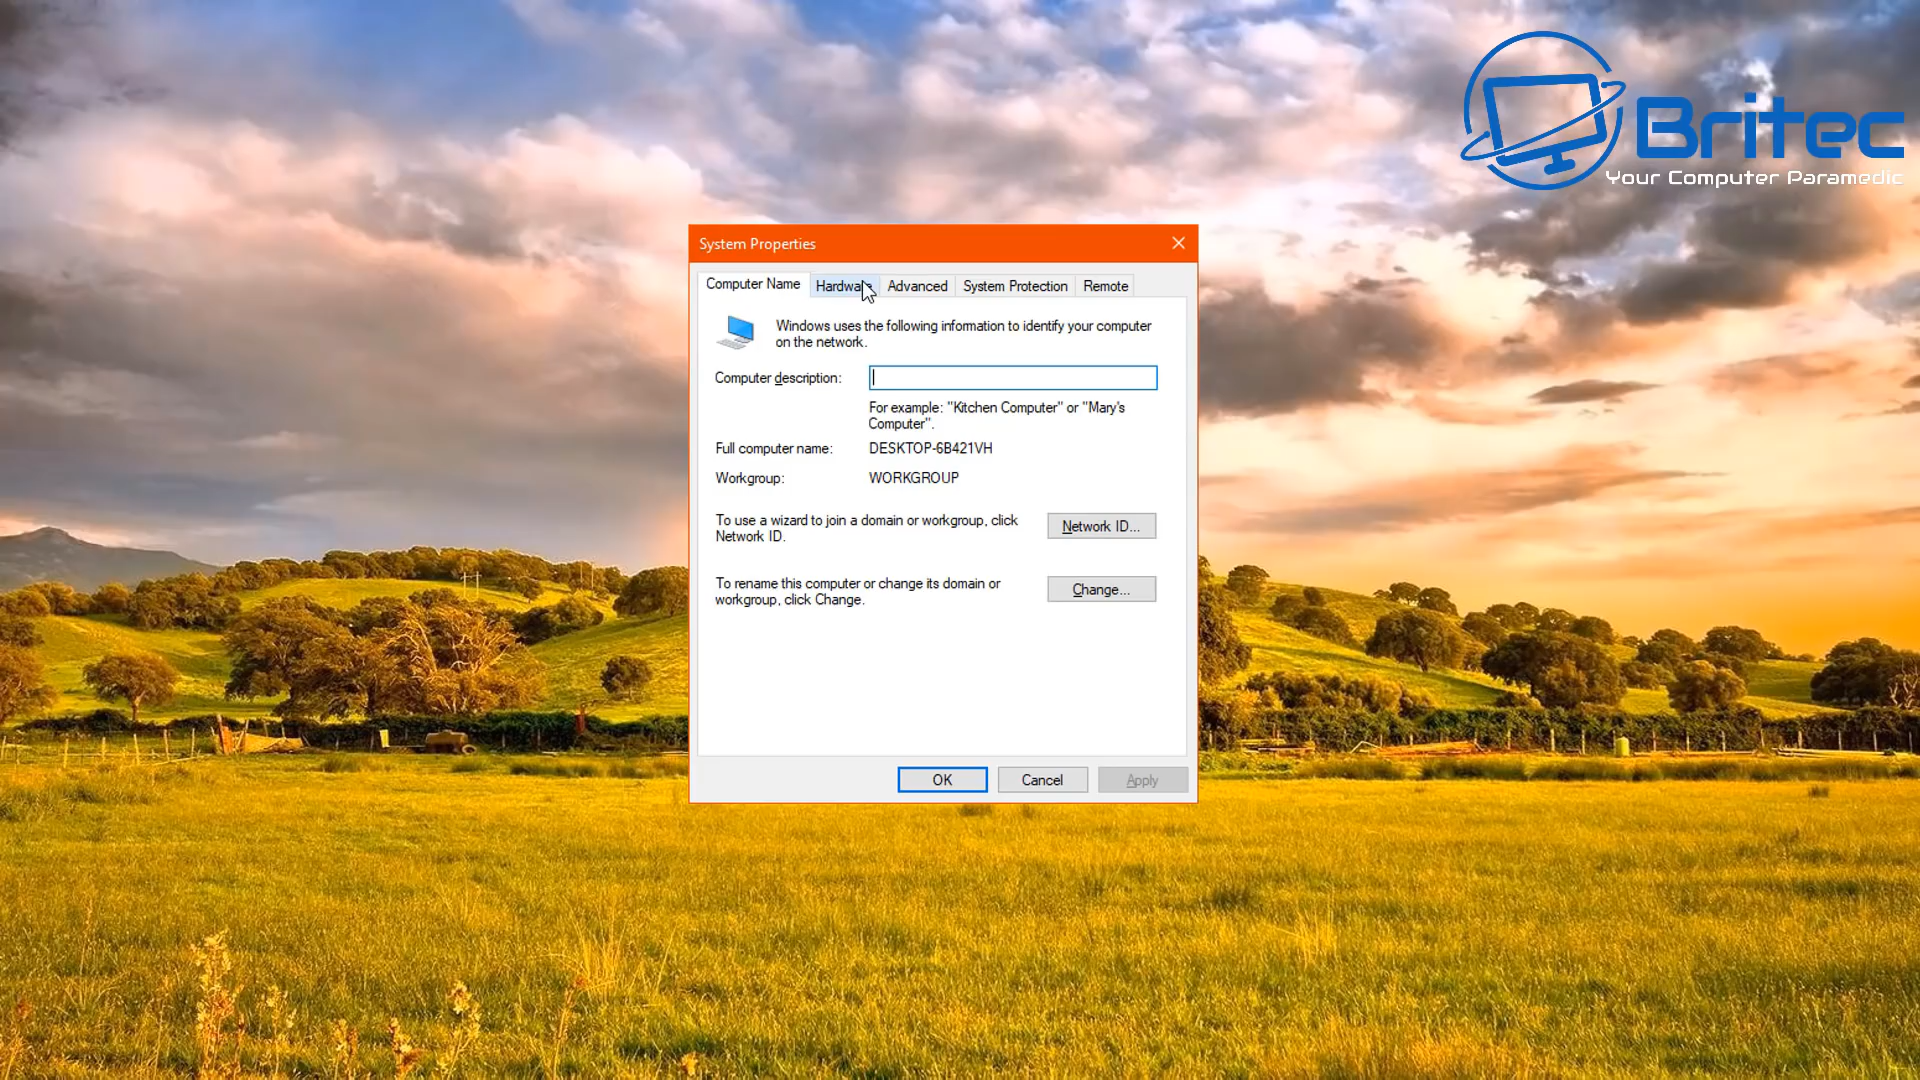 Britec
Your Computer Paramedic
System Properties
Computer Name Hardware Advanced System Protection Remote
Windows uses the following information to identify your computer
on the network.
Computer description:
For example: "Kitchen Computer" or "Mary's
Computer".
Full computer name: DESKTOP-6B421VH
Workgroup: WORKGROUP
To use a wizard to join a domain or workgroup, click
Network ID.
Network ID...
To rename this computer or change its domain or
workgroup, click Change.
Change...
OK Cancel Apply